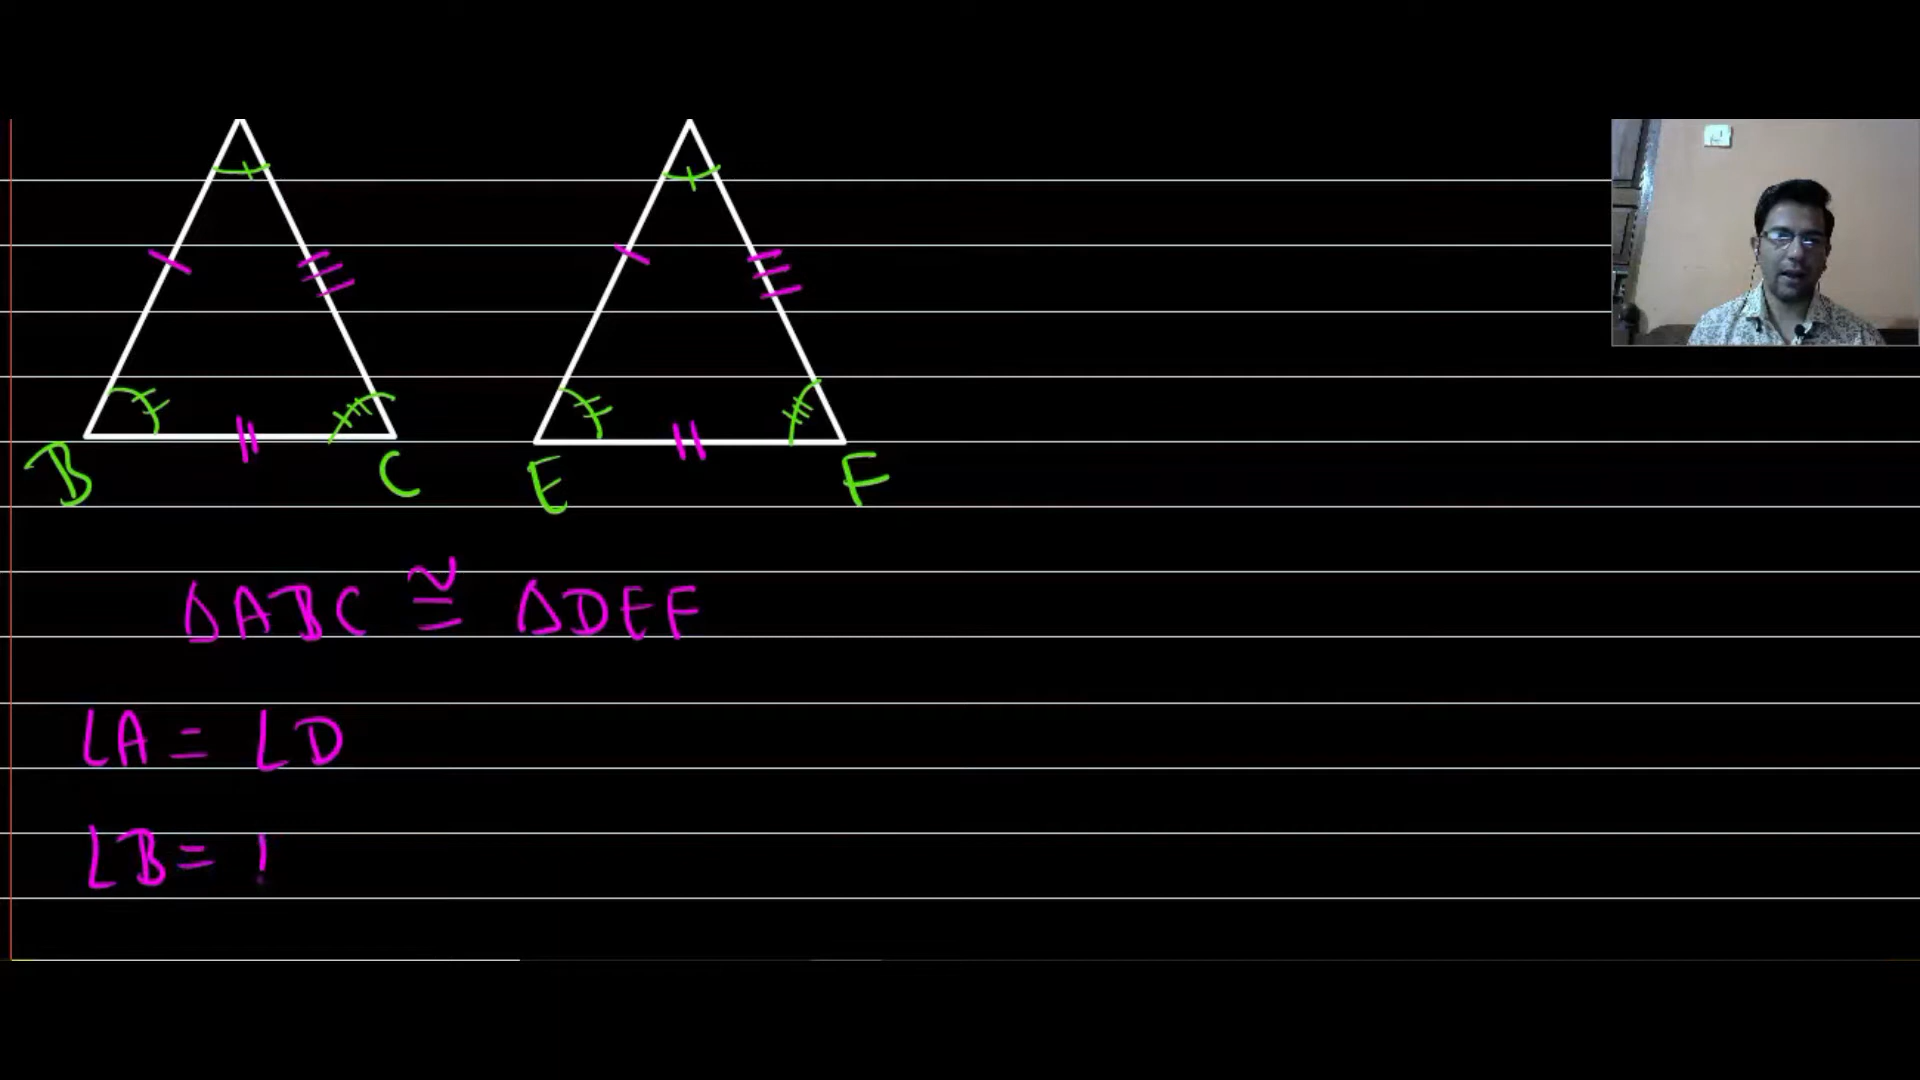 B C E F
ΔABC ≅ ΔDEF
∠A = ∠D
∠B =